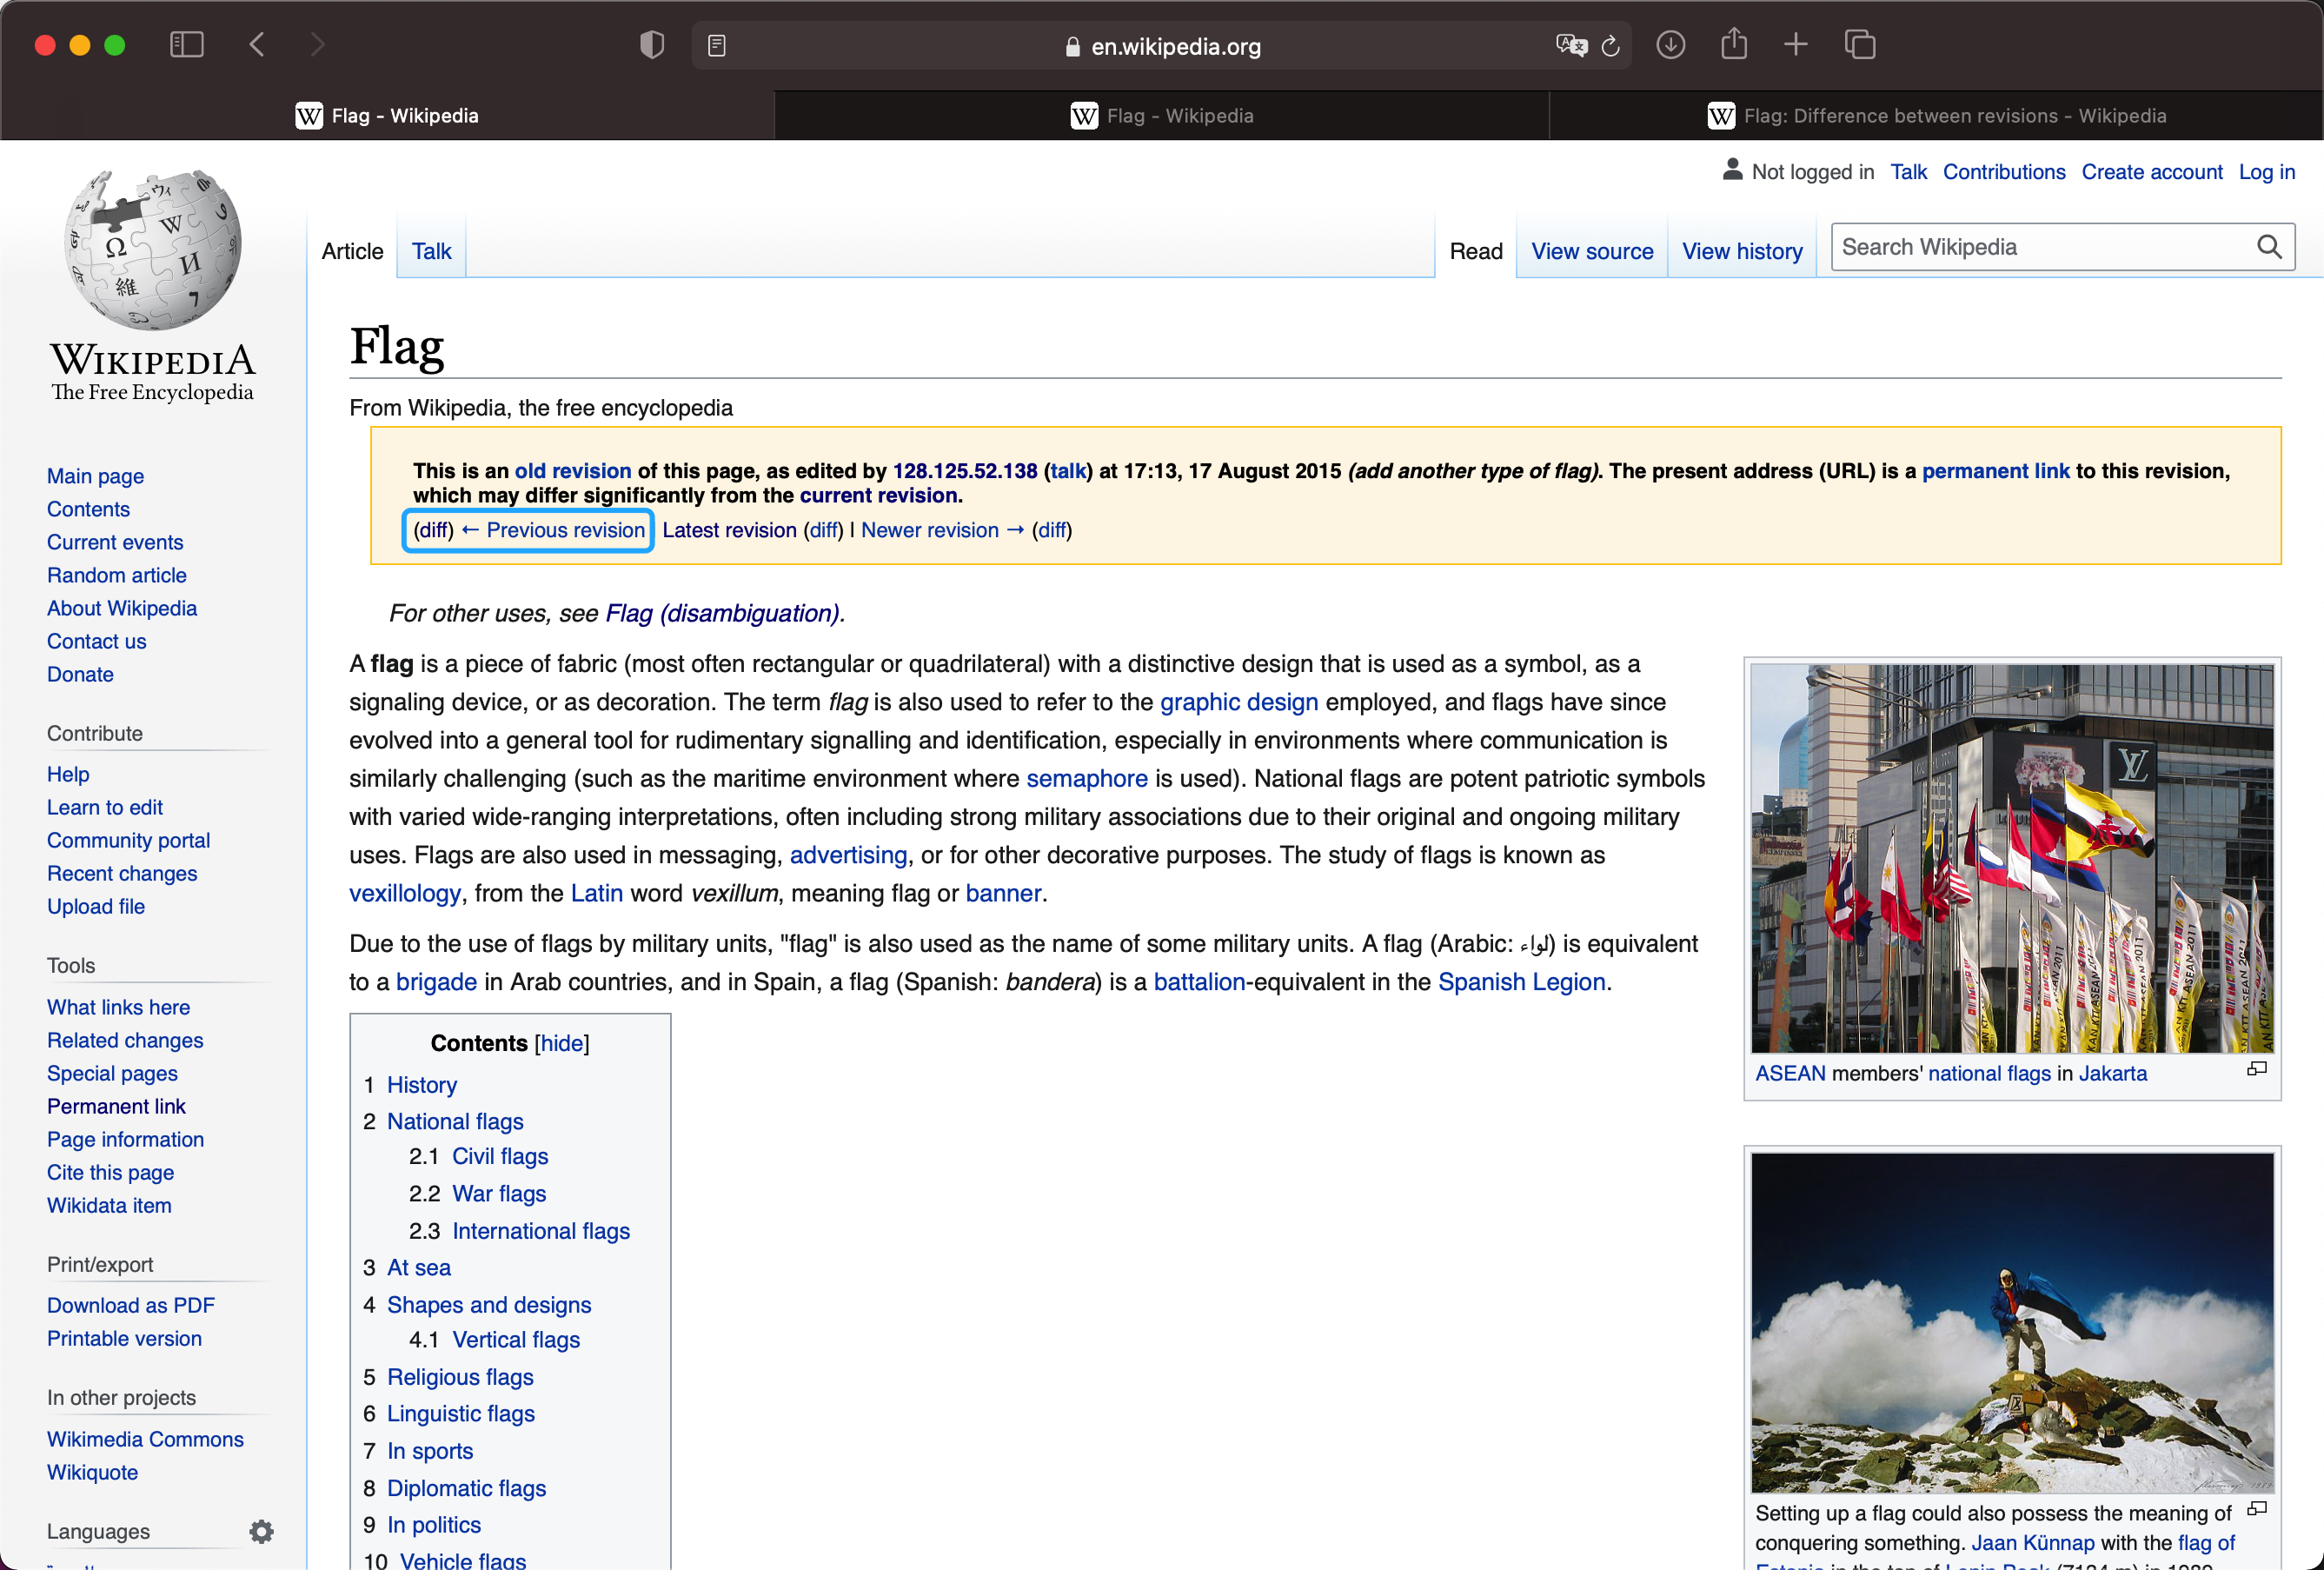 en.wikipedia.org
Flag - Wikipedia
Flag - Wikipedia
Flag: Difference between revisions - Wikipedia
Not logged in Talk Contributions Create account Log in
Article Talk Read View source View history Search Wikipedia
WIKIPEDIA
The Free Encyclopedia
Main page
Contents
Current events
Random article
About Wikipedia
Contact us
Donate
Contribute
Help
Learn to edit
Community portal
Recent changes
Upload file
Tools
What links here
Related changes
Special pages
Permanent link
Page information
Cite this page
Wikidata item
Print/export
Download as PDF
Printable version
In other projects
Wikimedia Commons
Wikiquote
Languages
Flag
From Wikipedia, the free encyclopedia
This is an old revision of this page, as edited by 128.125.52.138 (talk) at 17:13, 17 August 2015 (add another type of flag). The present address (URL) is a permanent link to this revision,
which may differ significantly from the current revision.
(diff) ← Previous revision Latest revision (diff) | Newer revision → (diff)
For other uses, see Flag (disambiguation).
A flag is a piece of fabric (most often rectangular or quadrilateral) with a distinctive design that is used as a symbol, as a
signaling device, or as decoration. The term flag is also used to refer to the graphic design employed, and flags have since
evolved into a general tool for rudimentary signalling and identification, especially in environments where communication is
similarly challenging (such as the maritime environment where semaphore is used). National flags are potent patriotic symbols
with varied wide-ranging interpretations, often including strong military associations due to their original and ongoing military
uses. Flags are also used in messaging, advertising, or for other decorative purposes. The study of flags is known as
vexillology, from the Latin word vexillum, meaning flag or banner.
Due to the use of flags by military units, "flag" is also used as the name of some military units. A flag (Arabic: لواء) is equivalent
to a brigade in Arab countries, and in Spain, a flag (Spanish: bandera) is a battalion-equivalent in the Spanish Legion.
Contents [hide]
1 History
2 National flags
2.1 Civil flags
2.2 War flags
2.3 International flags
3 At sea
4 Shapes and designs
4.1 Vertical flags
5 Religious flags
6 Linguistic flags
7 In sports
8 Diplomatic flags
9 In politics
10 Vehicle flags
ASEAN members' national flags in Jakarta
Setting up a flag could also possess the meaning of
conquering something. Jaan Künnap with the flag of
Estonia in the top of Lenin Peak (7134 m) in 1989